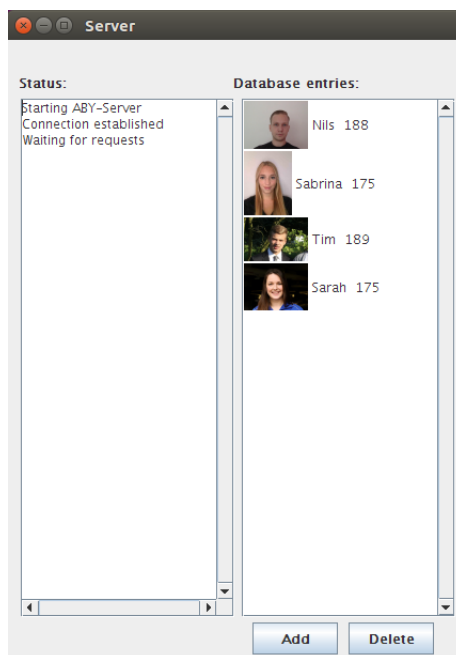 Server
Status:
Database entries:
Starting ABY-Server
Connection established
Waiting for requests
Nils 188
Sabrina 175
Tim 189
Sarah 175
Add
Delete